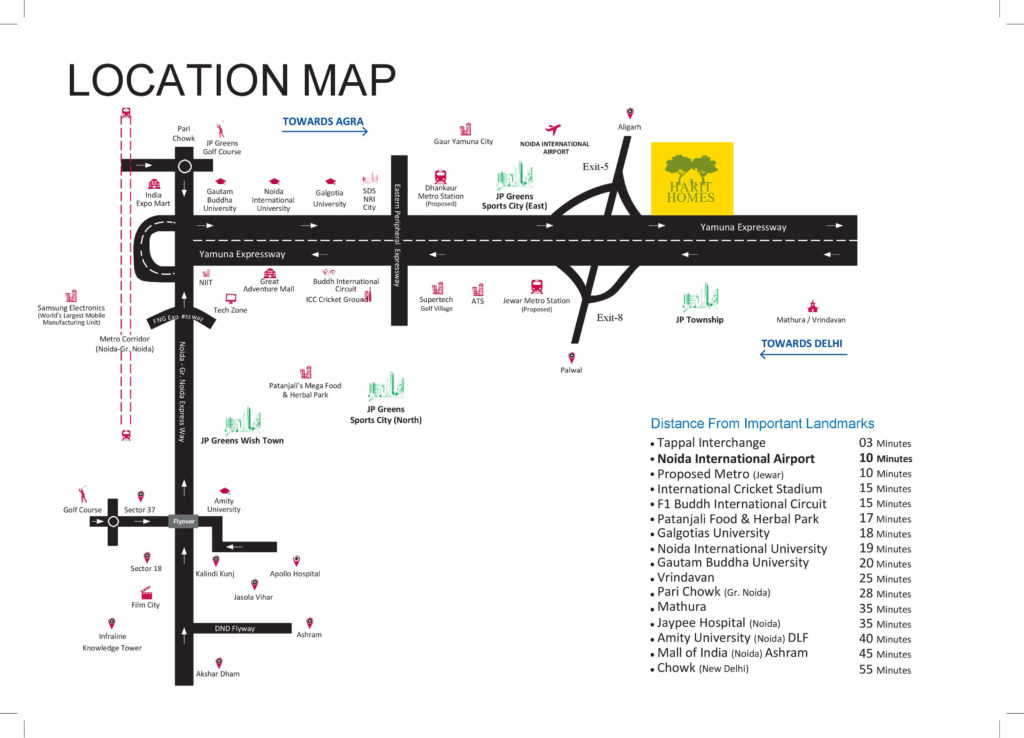 LOCATION MAP
TOWARDS AGRA
Pari
Chowk
JP Greens
Golf Course
Gaur Yamuna City
NOIDA INTERNATIONAL
AIRPORT
Aligarh
Exit-5
HARIT
HOMES
India
Expo Mart
Gautam
Buddha
University
Noida
International
University
Galgotia
University
SDS
NRI
City
Eastern Peripheral Expressway
Dhankaur
Metro Station
(Proposed)
JP Greens
Sports City (East)
Yamuna Expressway
Yamuna Expressway
NIIT
Great
Adventure Mall
Buddh International
Circuit
ICC Cricket Ground
Tech Zone
Supertech
Golf Village
ATS
Jewar Metro Station
(Proposed)
Exit-8
JP Township
Mathura / Vrindavan
TOWARDS DELHI
Palwal
Samsung Electronics
(World's Largest Mobile
Manufacturing Unit)
FNG Expressway
Metro Corridor
(Noida-Gr. Noida)
Noida - Gr. Noida Express Way
Patanjali's Mega Food
& Herbal Park
JP Greens
Sports City (North)
JP Greens Wish Town
Golf Course
Sector 37
Amity
University
Flyover
Sector 18
Kalindi Kunj
Apollo Hospital
Jasola Vihar
Film City
Infraline
Knowledge Tower
DND Flyway
Ashram
Akshar Dham
Distance From Important Landmarks
• Tappal Interchange 03 Minutes
• Noida International Airport 10 Minutes
• Proposed Metro (Jewar) 10 Minutes
• International Cricket Stadium 15 Minutes
• F1 Buddh International Circuit 15 Minutes
• Patanjali Food & Herbal Park 17 Minutes
• Galgotias University 18 Minutes
• Noida International University 19 Minutes
• Gautam Buddha University 20 Minutes
• Vrindavan 25 Minutes
• Pari Chowk (Gr. Noida) 28 Minutes
• Mathura 35 Minutes
• Jaypee Hospital (Noida) 35 Minutes
• Amity University (Noida) DLF 40 Minutes
• Mall of India (Noida) Ashram 45 Minutes
• Chowk (New Delhi) 55 Minutes